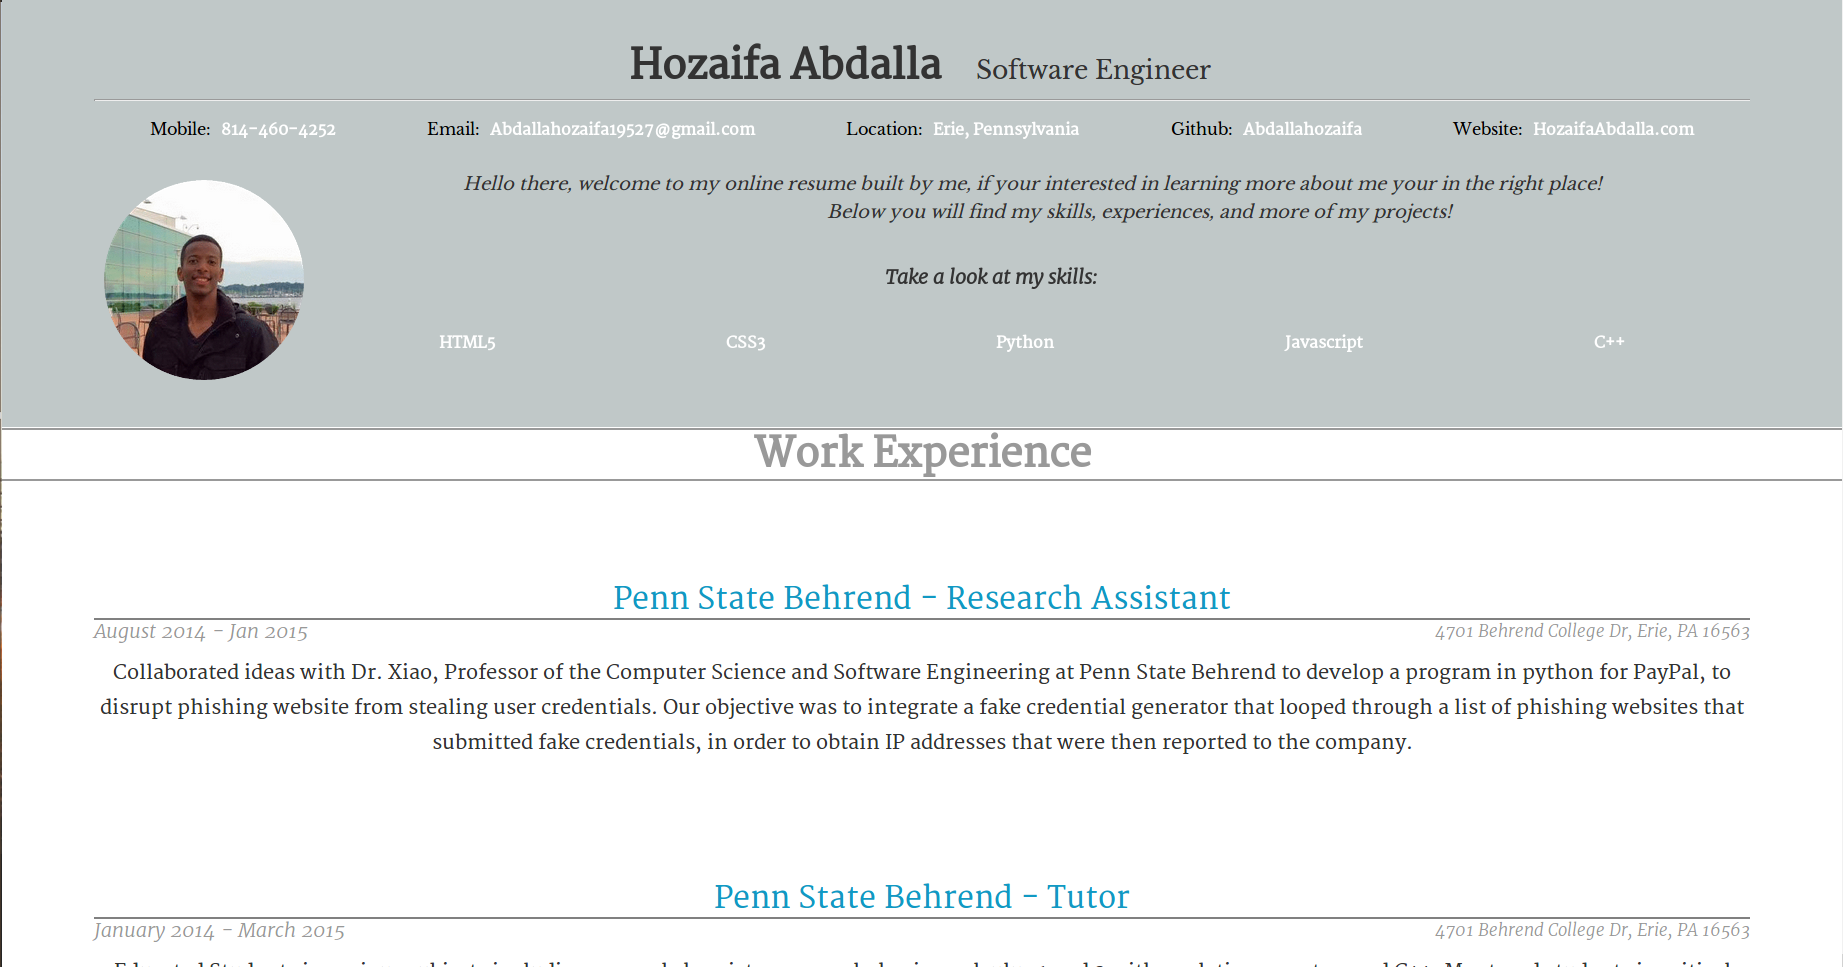 Hozaifa Abdalla Software Engineer
Mobile: 814-460-4252 Email: Abdallahozaifa19527@gmail.com Location: Erie, Pennsylvania Github: Abdallahozaifa Website: HozaifaAbdalla.com
Hello there, welcome to my online resume built by me, if your interested in learning more about me your in the right place!
Below you will find my skills, experiences, and more of my projects!
Take a look at my skills:
HTML5 CSS3 Python Javascript C++
Work Experience
Penn State Behrend - Research Assistant
August 2014 - Jan 2015 4701 Behrend College Dr, Erie, PA 16563
Collaborated ideas with Dr. Xiao, Professor of the Computer Science and Software Engineering at Penn State Behrend to develop a program in python for PayPal, to
disrupt phishing website from stealing user credentials. Our objective was to integrate a fake credential generator that looped through a list of phishing websites that
submitted fake credentials, in order to obtain IP addresses that were then reported to the company.
Penn State Behrend - Tutor
January 2014 - March 2015 4701 Behrend College Dr, Erie, PA 16563